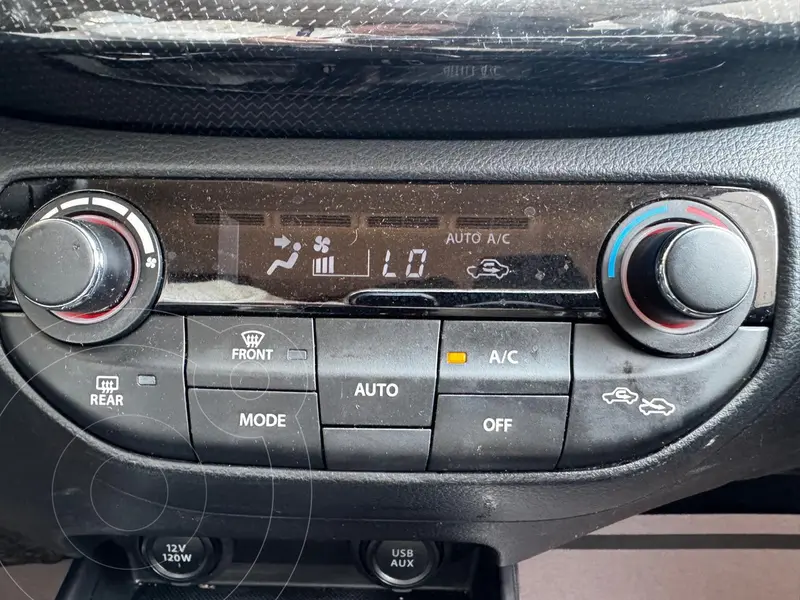 AUTO A/C
LO
FRONT
A/C
REAR
AUTO
MODE
OFF
12V
120W
USB
AUX